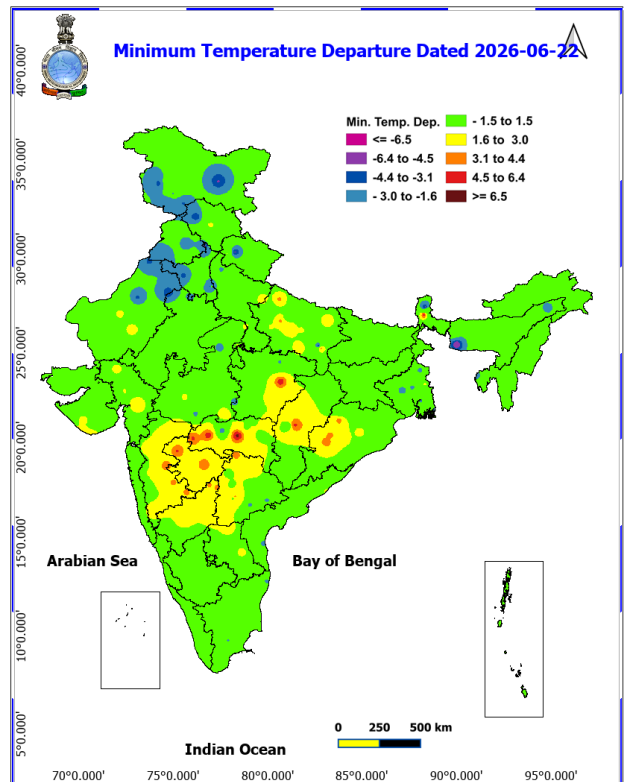 Minimum Temperature Departure Dated 2026-06-22
Min. Temp. Dep.
<= -6.5
-6.4 to -4.5
-4.4 to -3.1
- 3.0 to -1.6
- 1.5 to 1.5
1.6 to 3.0
3.1 to 4.4
4.5 to 6.4
>= 6.5
40°0.000'
35°0.000'
30°0.000'
25°0.000'
20°0.000'
15°0.000'
10°0.000'
5°0.000'
Arabian Sea
Bay of Bengal
0 250 500 km
Indian Ocean
70°0.000' 75°0.000' 80°0.000' 85°0.000' 90°0.000' 95°0.000'